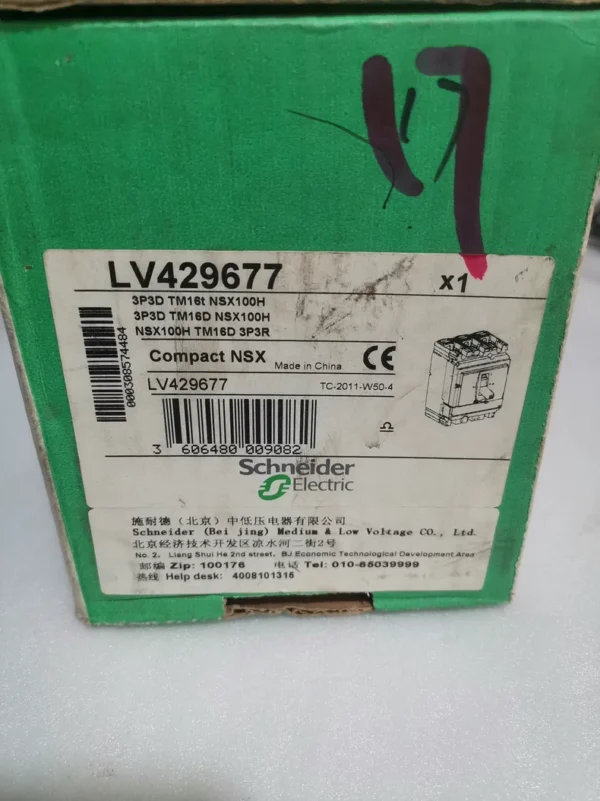 17
LV429677
x1
3P3D TM16t NSX100H
3P3D TM16D NSX100H
NSX100H TM16D 3P3R
Compact NSX
Made in China
CE
LV429677
TC-2011-W50-4
000308574484
3 606480 009082
Schneider
Electric
施耐德（北京）中低压电器有限公司
Schneider (Bei jing) Medium & Low Voltage CO., Ltd.
北京经济技术开发区凉水河二街2号
No. 2, Liang Shui He 2nd street, BJ Economic Technological Development Area
邮编 Zip: 100176 电话 Tel: 010-65039999
热线 Help desk: 4008101315